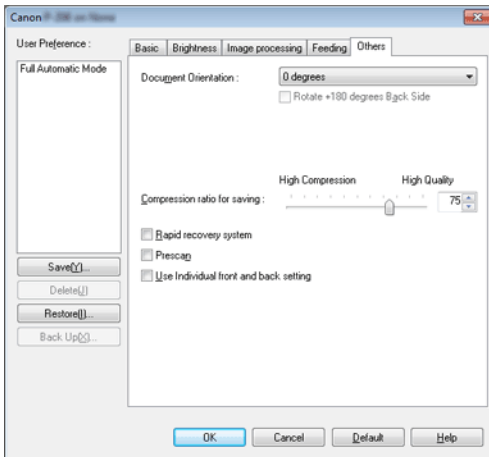 Canon
User Preference :
Full Automatic Mode
Save(Y)...
Delete(J)
Restore(I)...
Back Up(X)...
Basic Brightness Image processing Feeding Others
Document Orientation : 0 degrees
Rotate +180 degrees Back Side
High Compression High Quality
Compression ratio for saving : 75
Rapid recovery system
Prescan
Use Individual front and back setting
OK Cancel Default Help